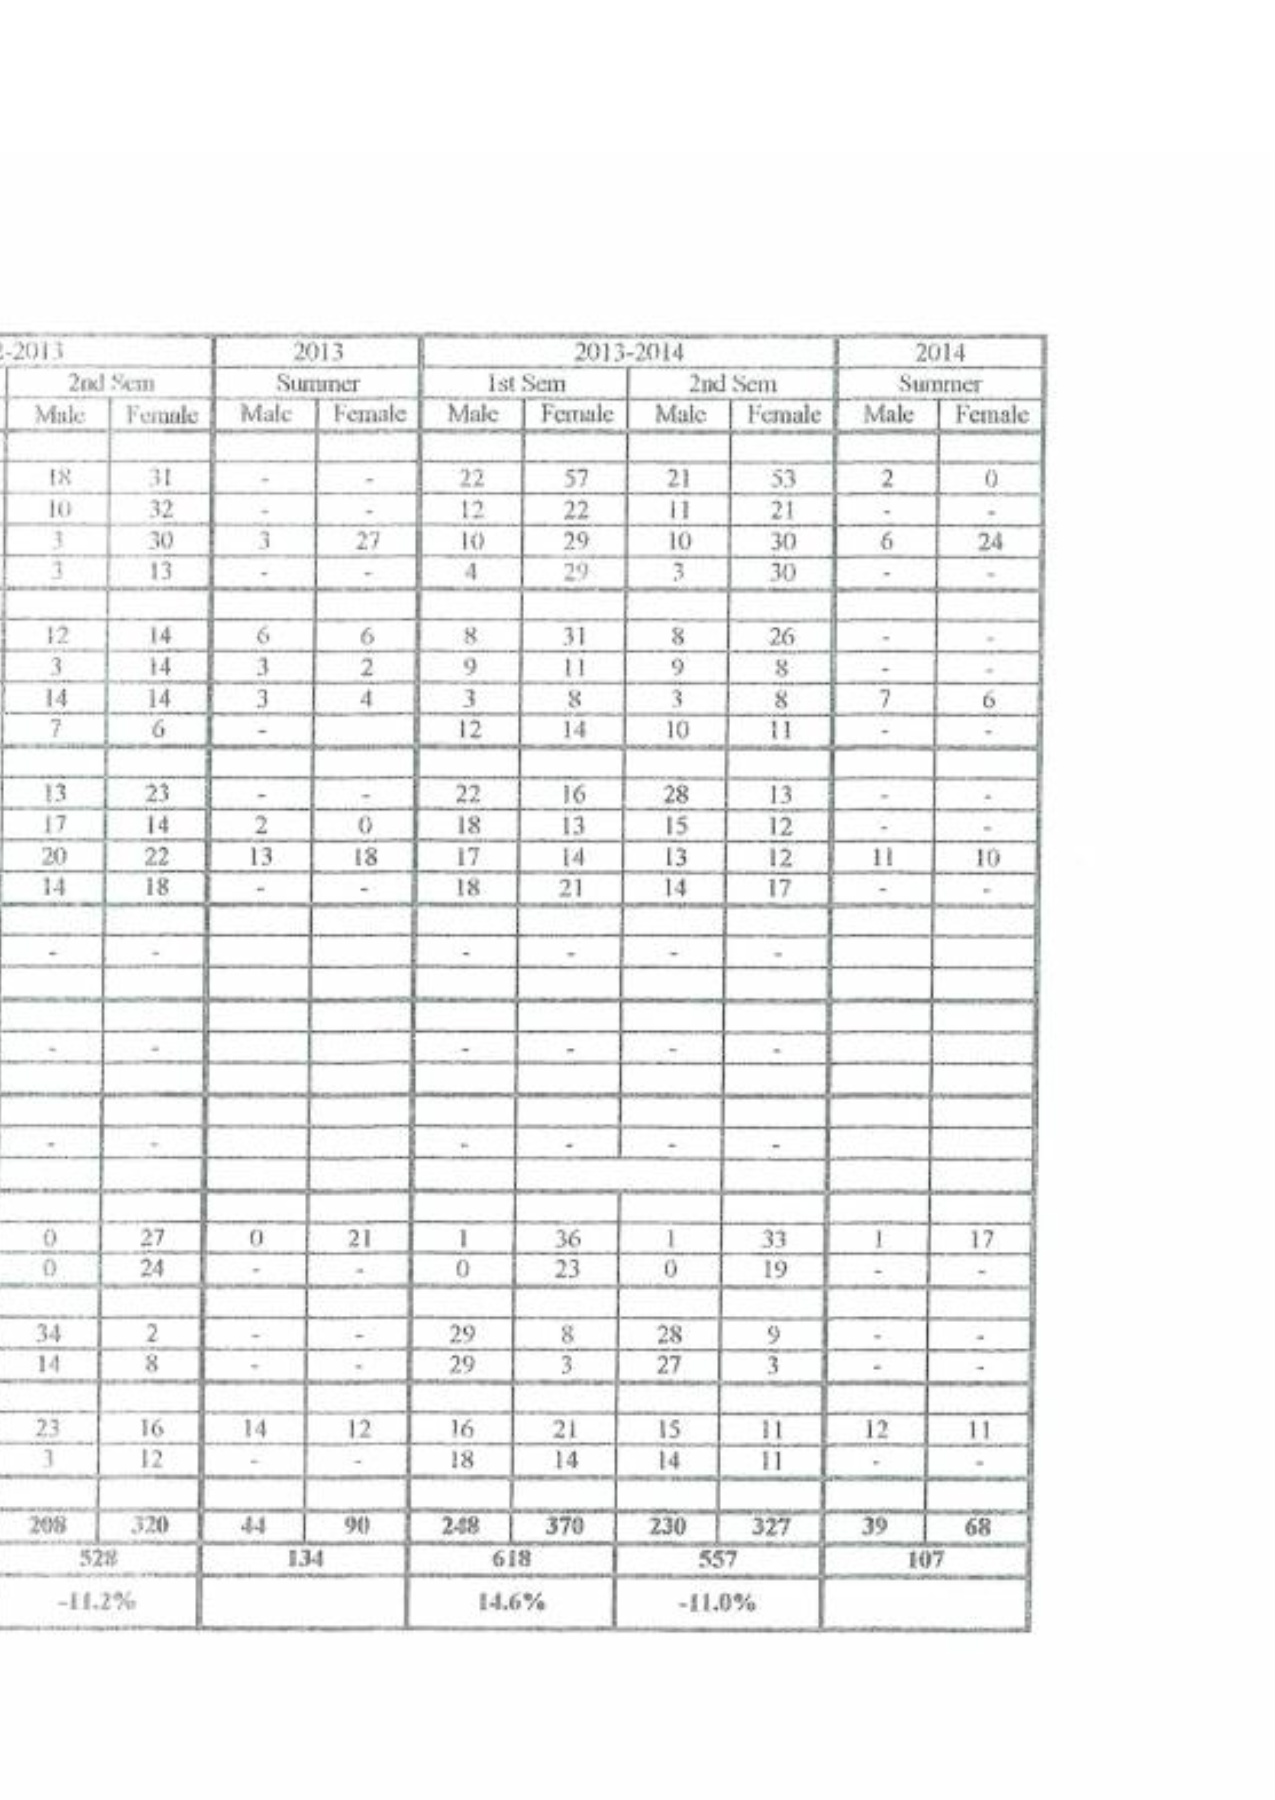 2-2013 2013 2013-2014 2014
2nd Sem Summer 1st Sem 2nd Sem Summer
Male Female Male Female Male Female Male Female Male Female
18 31 - - 22 57 21 53 2 0
10 32 - - 12 22 11 21 - -
3 30 3 27 10 29 10 30 6 24
3 13 - - 4 29 3 30 - -
12 14 6 6 8 31 8 26 - -
3 14 3 2 9 11 9 8 - -
14 14 3 4 3 8 3 8 7 6
7 6 - 12 14 10 11 - -
13 23 - - 22 16 28 13 - -
17 14 2 0 18 13 15 12 - -
20 22 13 18 17 14 13 12 11 10
14 18 - - 18 21 14 17 - -
- - - - - -
- - - - - -
- - - - - -
0 27 0 21 1 36 1 33 1 17
0 24 - - 0 23 0 19 - -
34 2 - - 29 8 28 9 - -
14 8 - - 29 3 27 3 - -
23 16 14 12 16 21 15 11 12 11
3 12 - - 18 14 14 11 - -
208 320 44 90 248 370 230 327 39 68
528 134 618 557 107
-11.2% 14.6% -11.0%